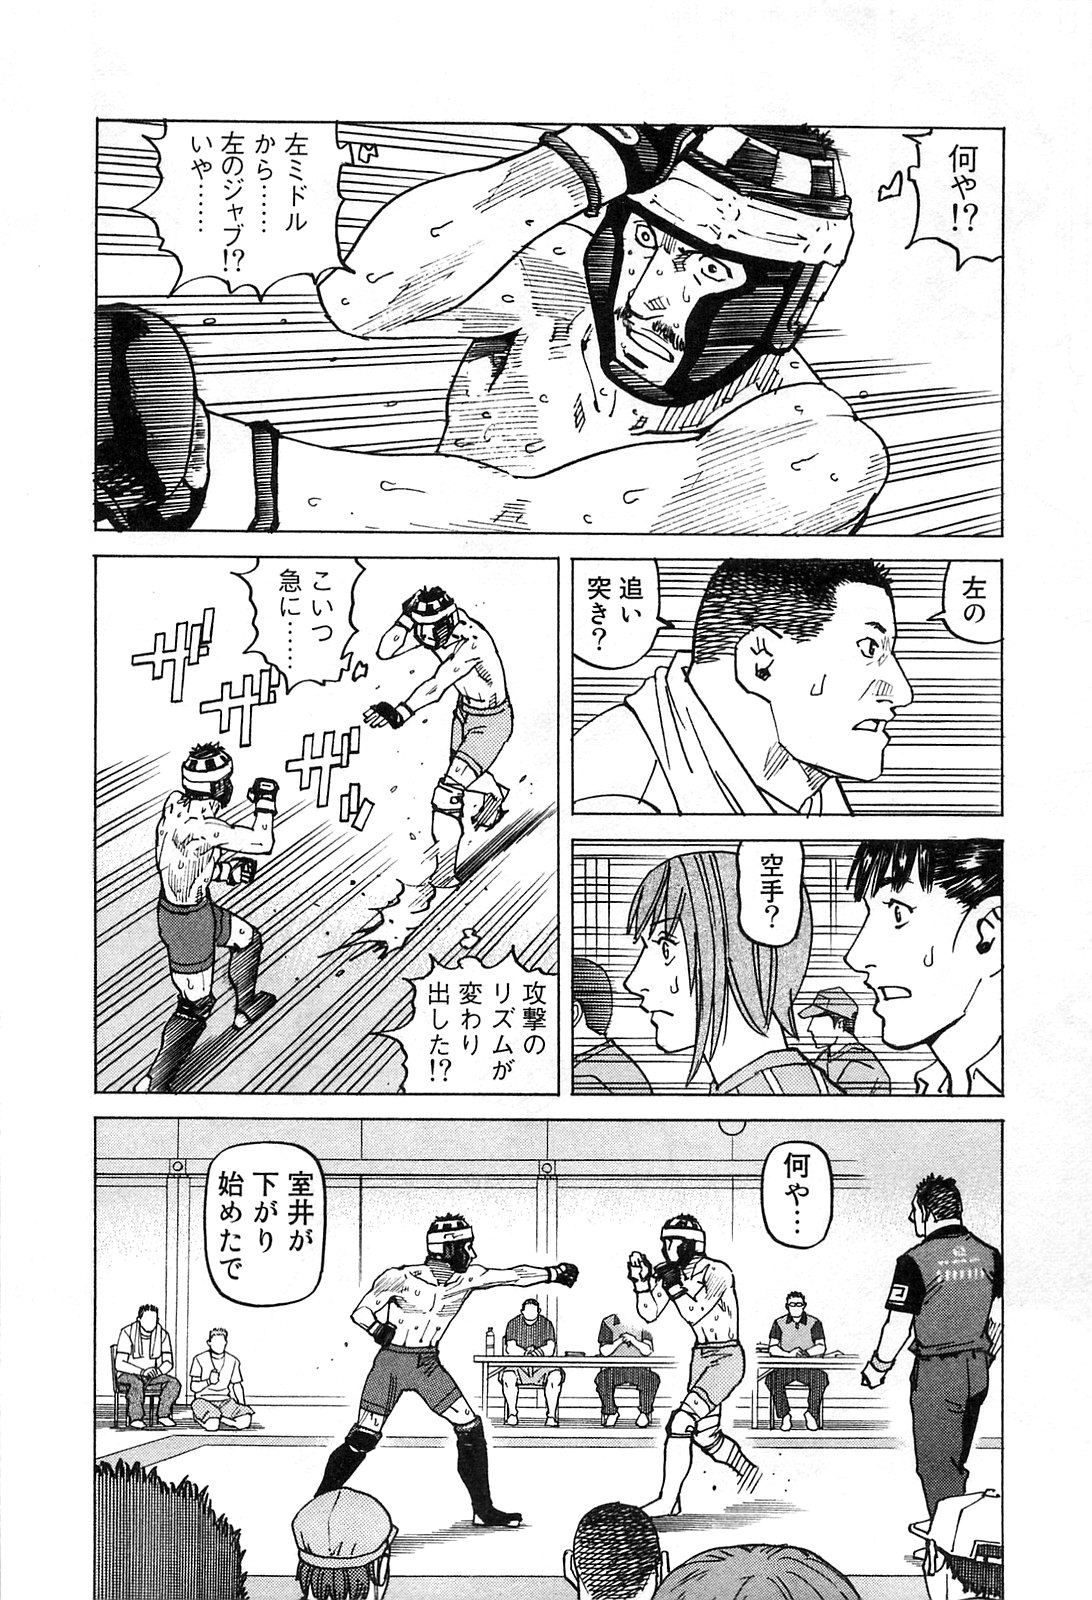 何や!?
左ミドル
から……
左のジャブ!?
いや……
左の
追い
突き?
空手?
こいつ
急に……
ザッ
ザッ
ザッ
攻撃の
リズムが
変わり
出した!?
何や…
室井が
下がり
始めたで